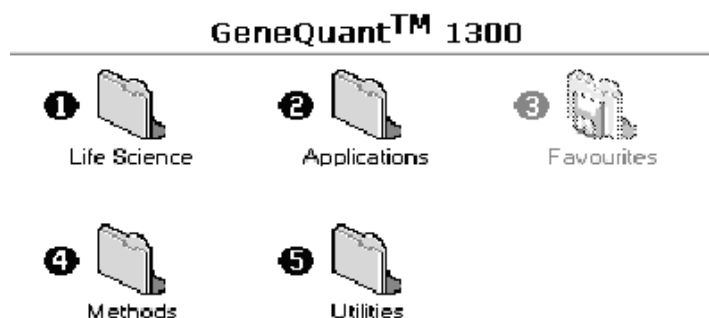 GeneQuant™ 1300
1 2 3
Life Science Applications Favourites
4 5
Methods Utilities